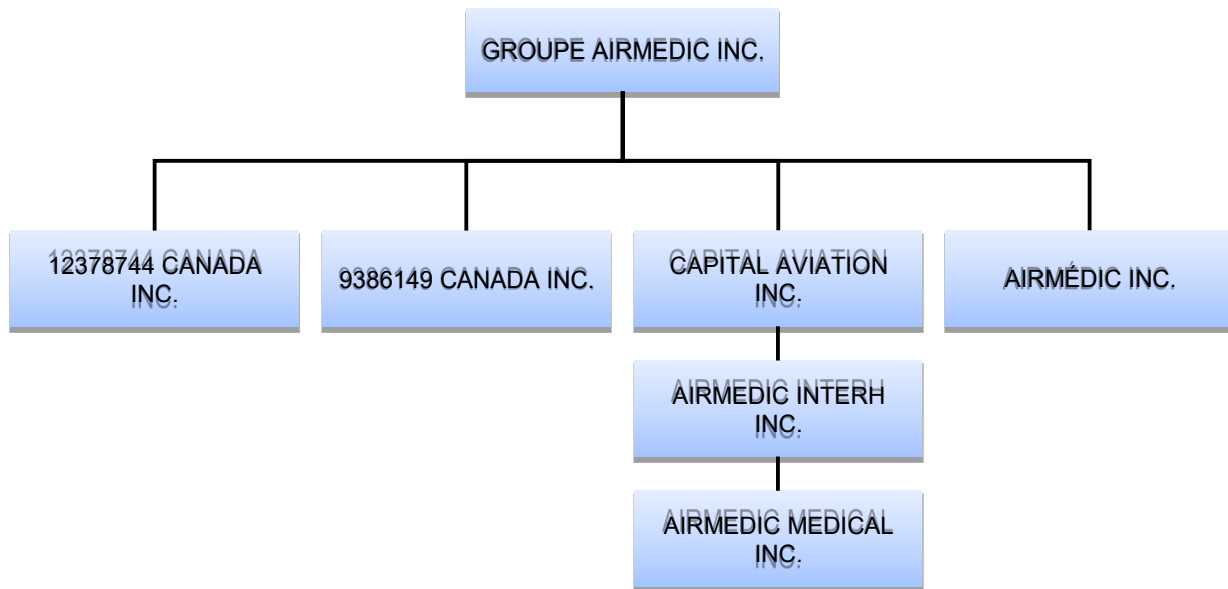 GROUPE AIRMEDIC INC.
12378744 CANADA
INC.
9386149 CANADA INC.
CAPITAL AVIATION
INC.
AIRMÉDIC INC.
AIRMEDIC INTERH
INC.
AIRMEDIC MEDICAL
INC.